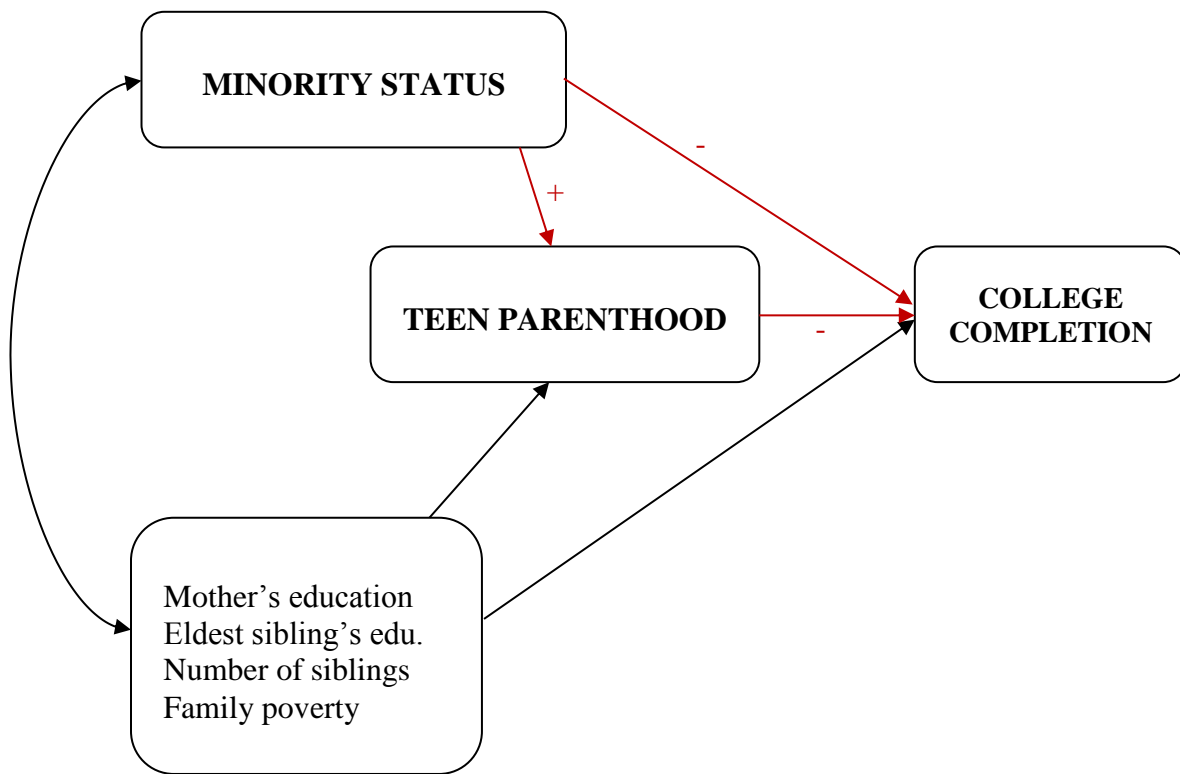 MINORITY STATUS
-
+
TEEN PARENTHOOD
-
COLLEGE
COMPLETION
Mother’s education
Eldest sibling’s edu.
Number of siblings
Family poverty